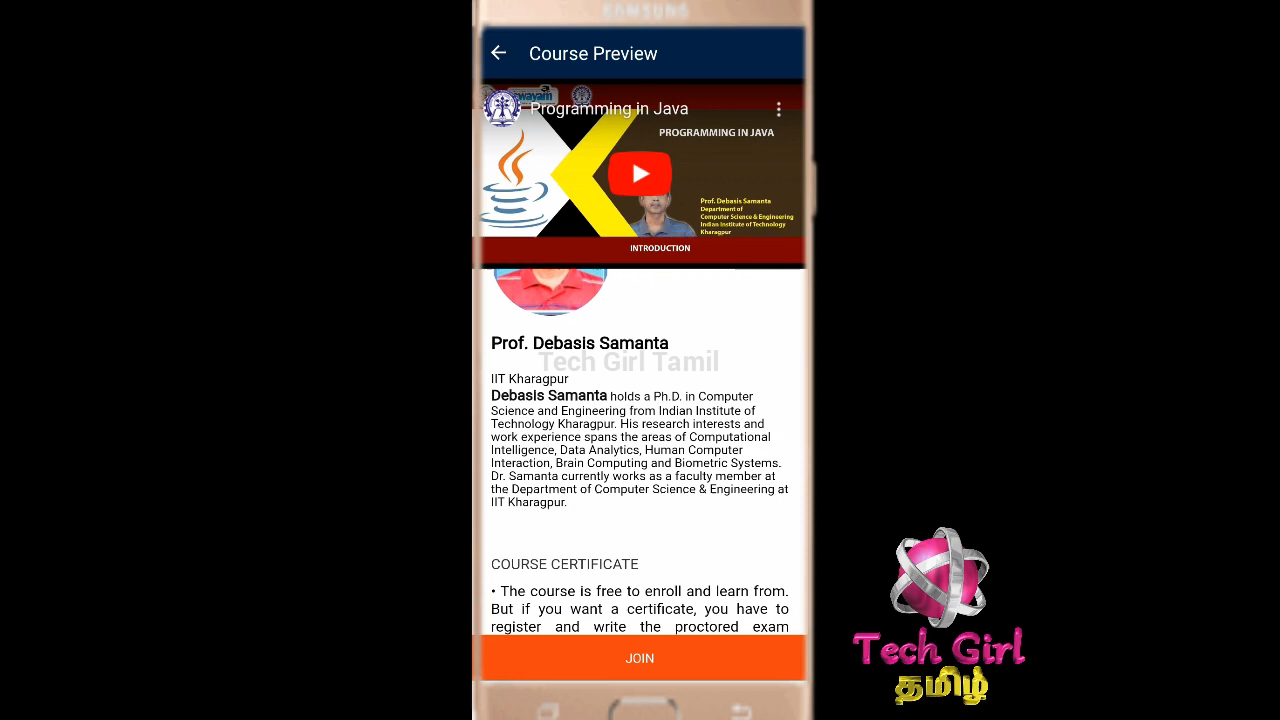 SAMSUNG
Course Preview
swayam
Programming in Java
PROGRAMMING IN JAVA
Prof. Debasis Samanta
Department of
Computer Science & Engineering
Indian Institute of Technology
Kharagpur
INTRODUCTION
Prof. Debasis Samanta
Tech Girl Tamil
IIT Kharagpur
Debasis Samanta holds a Ph.D. in Computer
Science and Engineering from Indian Institute of
Technology Kharagpur. His research interests and
work experience spans the areas of Computational
Intelligence, Data Analytics, Human Computer
Interaction, Brain Computing and Biometric Systems.
Dr. Samanta currently works as a faculty member at
the Department of Computer Science & Engineering at
IIT Kharagpur.
COURSE CERTIFICATE
• The course is free to enroll and learn from.
But if you want a certificate, you have to
register and write the proctored exam
JOIN
Tech Girl
தமிழ்